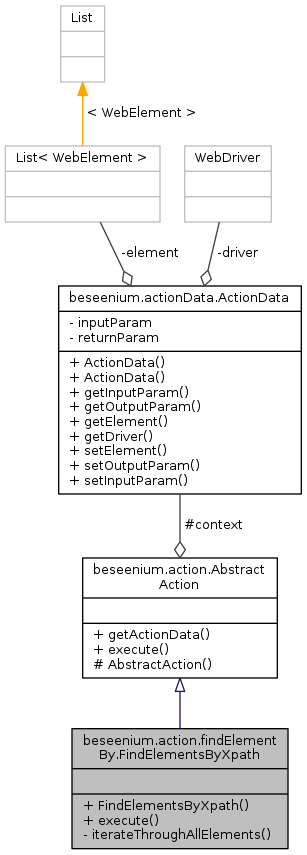 List
< WebElement >
List< WebElement >
WebDriver
-element
-driver
beseenium.actionData.ActionData
- inputParam
- returnParam
+ ActionData()
+ ActionData()
+ getInputParam()
+ getOutputParam()
+ getElement()
+ getDriver()
+ setElement()
+ setOutputParam()
+ setInputParam()
#context
beseenium.action.Abstract
Action
+ getActionData()
+ execute()
# AbstractAction()
beseenium.action.findElement
By.FindElementsByXpath
+ FindElementsByXpath()
+ execute()
- iterateThroughAllElements()